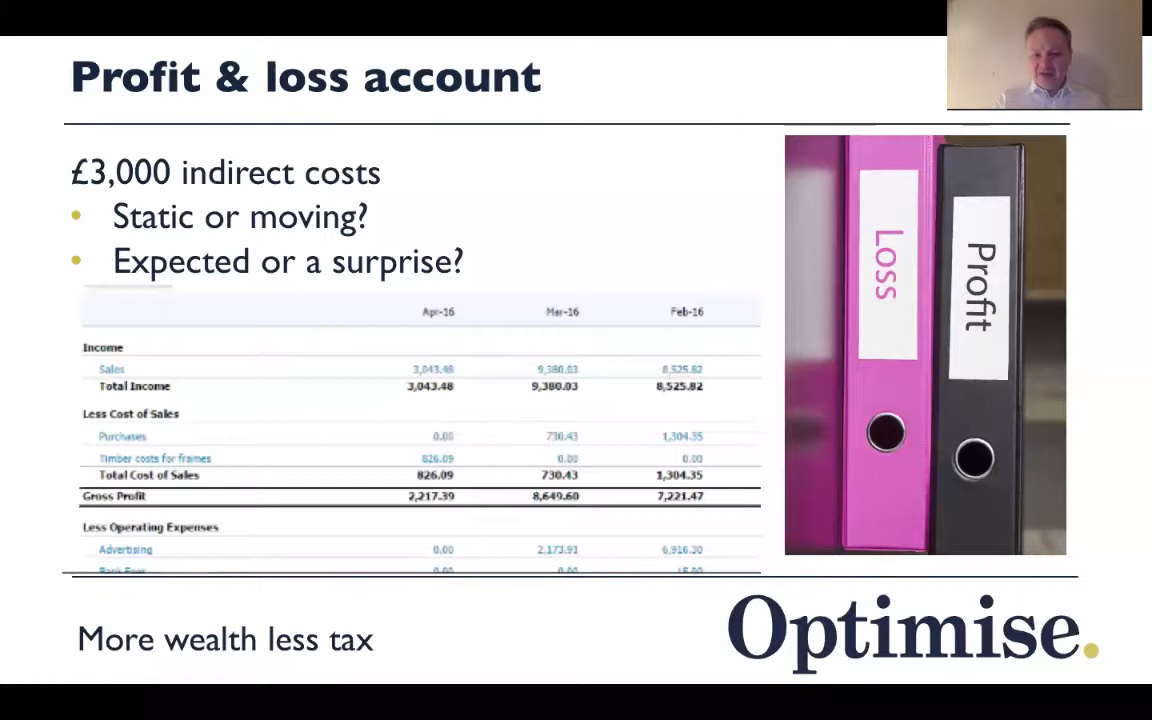 Profit & loss account
£3,000 indirect costs
• Static or moving?
• Expected or a surprise?
Apr-16 Mar-16 Feb-16
Income
Sales 3,043.48 9,380.03 8,525.82
Total Income 3,043.48 9,380.03 8,525.82
Less Cost of Sales
Purchases 0.00 730.43 1,304.35
Timber costs for frames 826.09 0.00 0.00
Total Cost of Sales 826.09 730.43 1,304.35
Gross Profit 2,217.39 8,649.60 7,221.47
Less Operating Expenses
Advertising 0.00 2,173.91 6,916.30
Loss
Profit
More wealth less tax
Optimise.